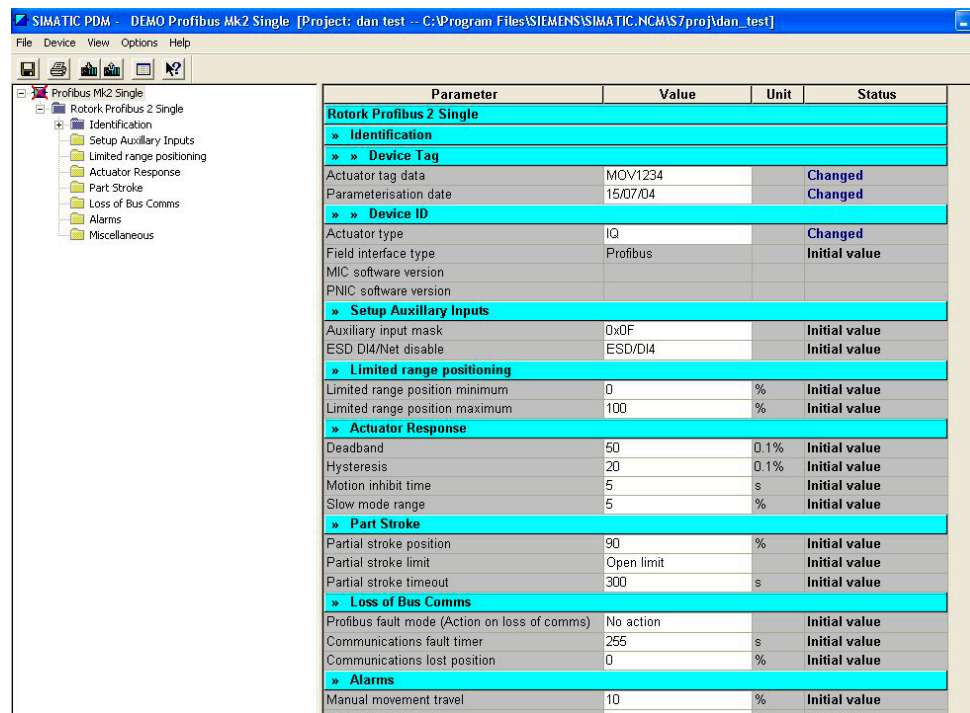 SIMATIC PDM - DEMO Profibus Mk2 Single [Project: dan test -- C:\Program Files\SIEMENS\SIMATIC.NCM\S7proj\dan_test]
File Device View Options Help
Profibus Mk2 Single
Rotork Profibus 2 Single
Identification
Setup Auxillary Inputs
Limited range positioning
Actuator Response
Part Stroke
Loss of Bus Comms
Alarms
Miscellaneous
Parameter Value Unit Status
Rotork Profibus 2 Single
» Identification
» » Device Tag
Actuator tag data MOV1234 Changed
Parameterisation date 15/07/04 Changed
» » Device ID
Actuator type IQ Changed
Field interface type Profibus Initial value
MIC software version
PNIC software version
» Setup Auxillary Inputs
Auxiliary input mask 0x0F Initial value
ESD DI4/Net disable ESD/DI4 Initial value
» Limited range positioning
Limited range position minimum 0 % Initial value
Limited range position maximum 100 % Initial value
» Actuator Response
Deadband 50 0.1% Initial value
Hysteresis 20 0.1% Initial value
Motion inhibit time 5 s Initial value
Slow mode range 5 % Initial value
» Part Stroke
Partial stroke position 90 % Initial value
Partial stroke limit Open limit Initial value
Partial stroke timeout 300 s Initial value
» Loss of Bus Comms
Profibus fault mode (Action on loss of comms) No action Initial value
Communications fault timer 255 s Initial value
Communications lost position 0 % Initial value
» Alarms
Manual movement travel 10 % Initial value